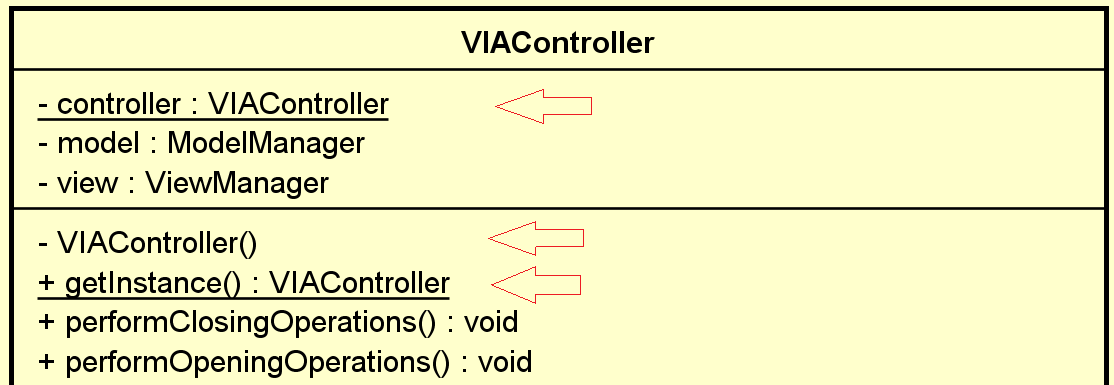 VIAController
- controller : VIAController
- model : ModelManager
- view : ViewManager
- VIAController()
+ getInstance() : VIAController
+ performClosingOperations() : void
+ performOpeningOperations() : void